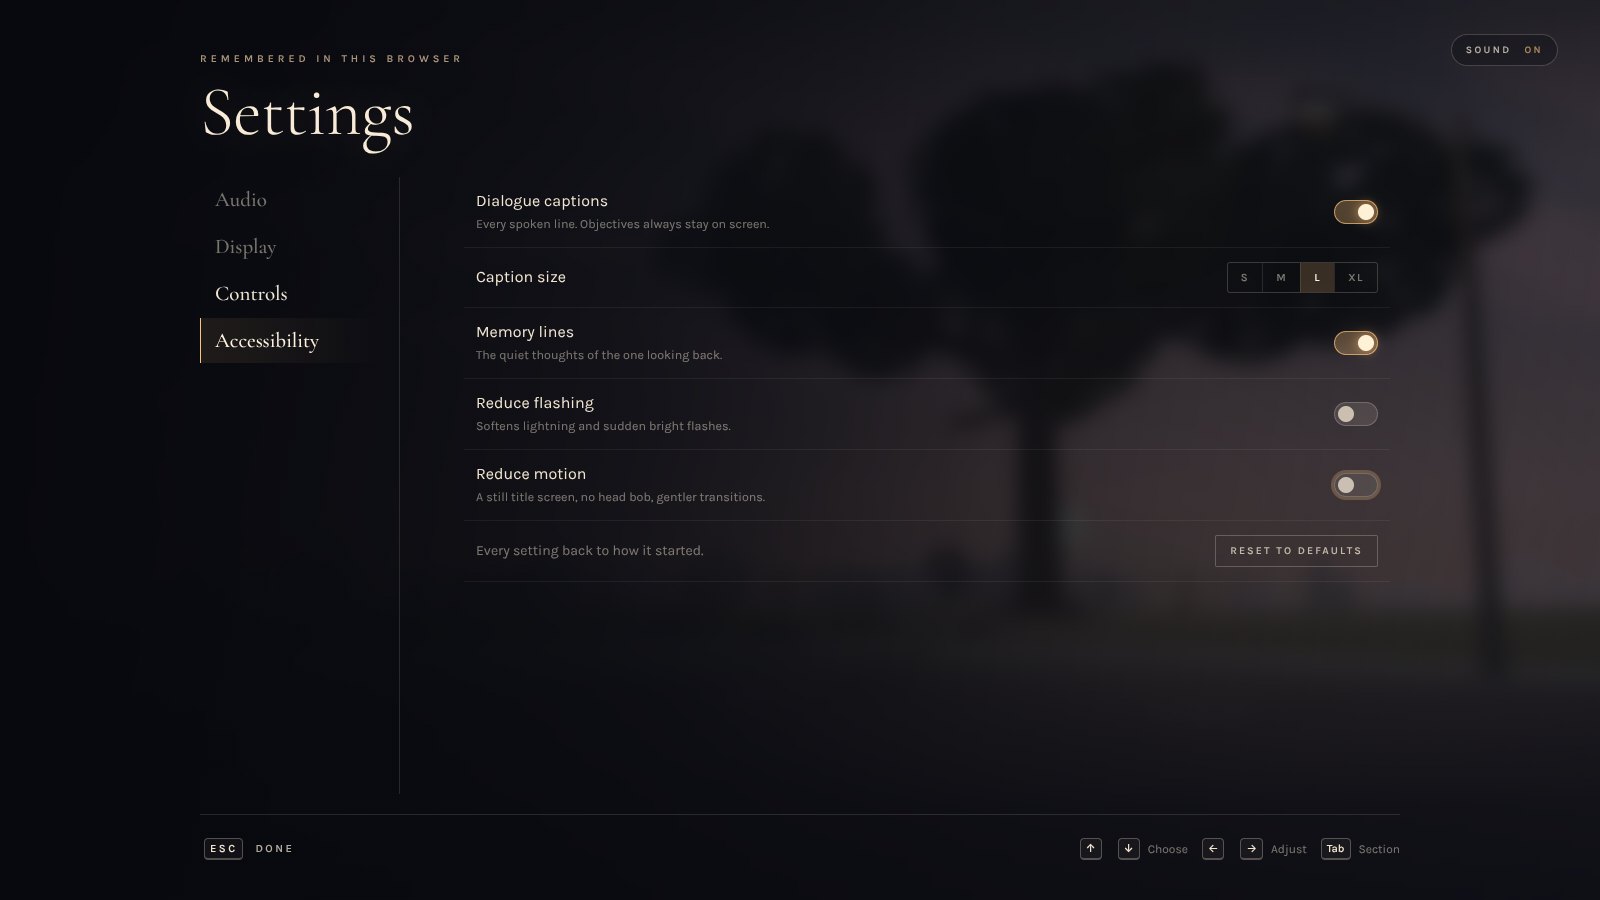 REMEMBERED IN THIS BROWSER
SOUND ON
Settings
Audio
Display
Controls
Accessibility
Dialogue captions
Every spoken line. Objectives always stay on screen.
Caption size
S M L XL
Memory lines
The quiet thoughts of the one looking back.
Reduce flashing
Softens lightning and sudden bright flashes.
Reduce motion
A still title screen, no head bob, gentler transitions.
Every setting back to how it started.
RESET TO DEFAULTS
ESC DONE
↑ ↓ Choose ← → Adjust Tab Section